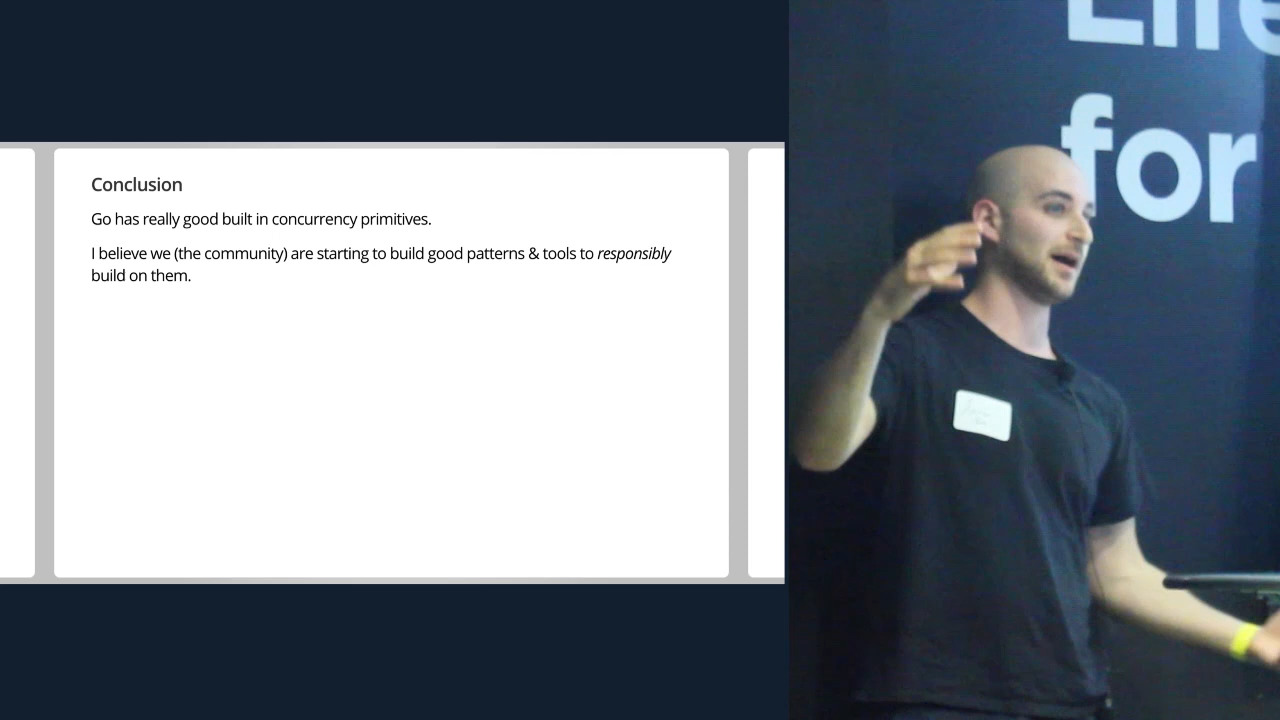 Conclusion
Go has really good built in concurrency primitives.
I believe we (the community) are starting to build good patterns & tools to responsibly
build on them.
for